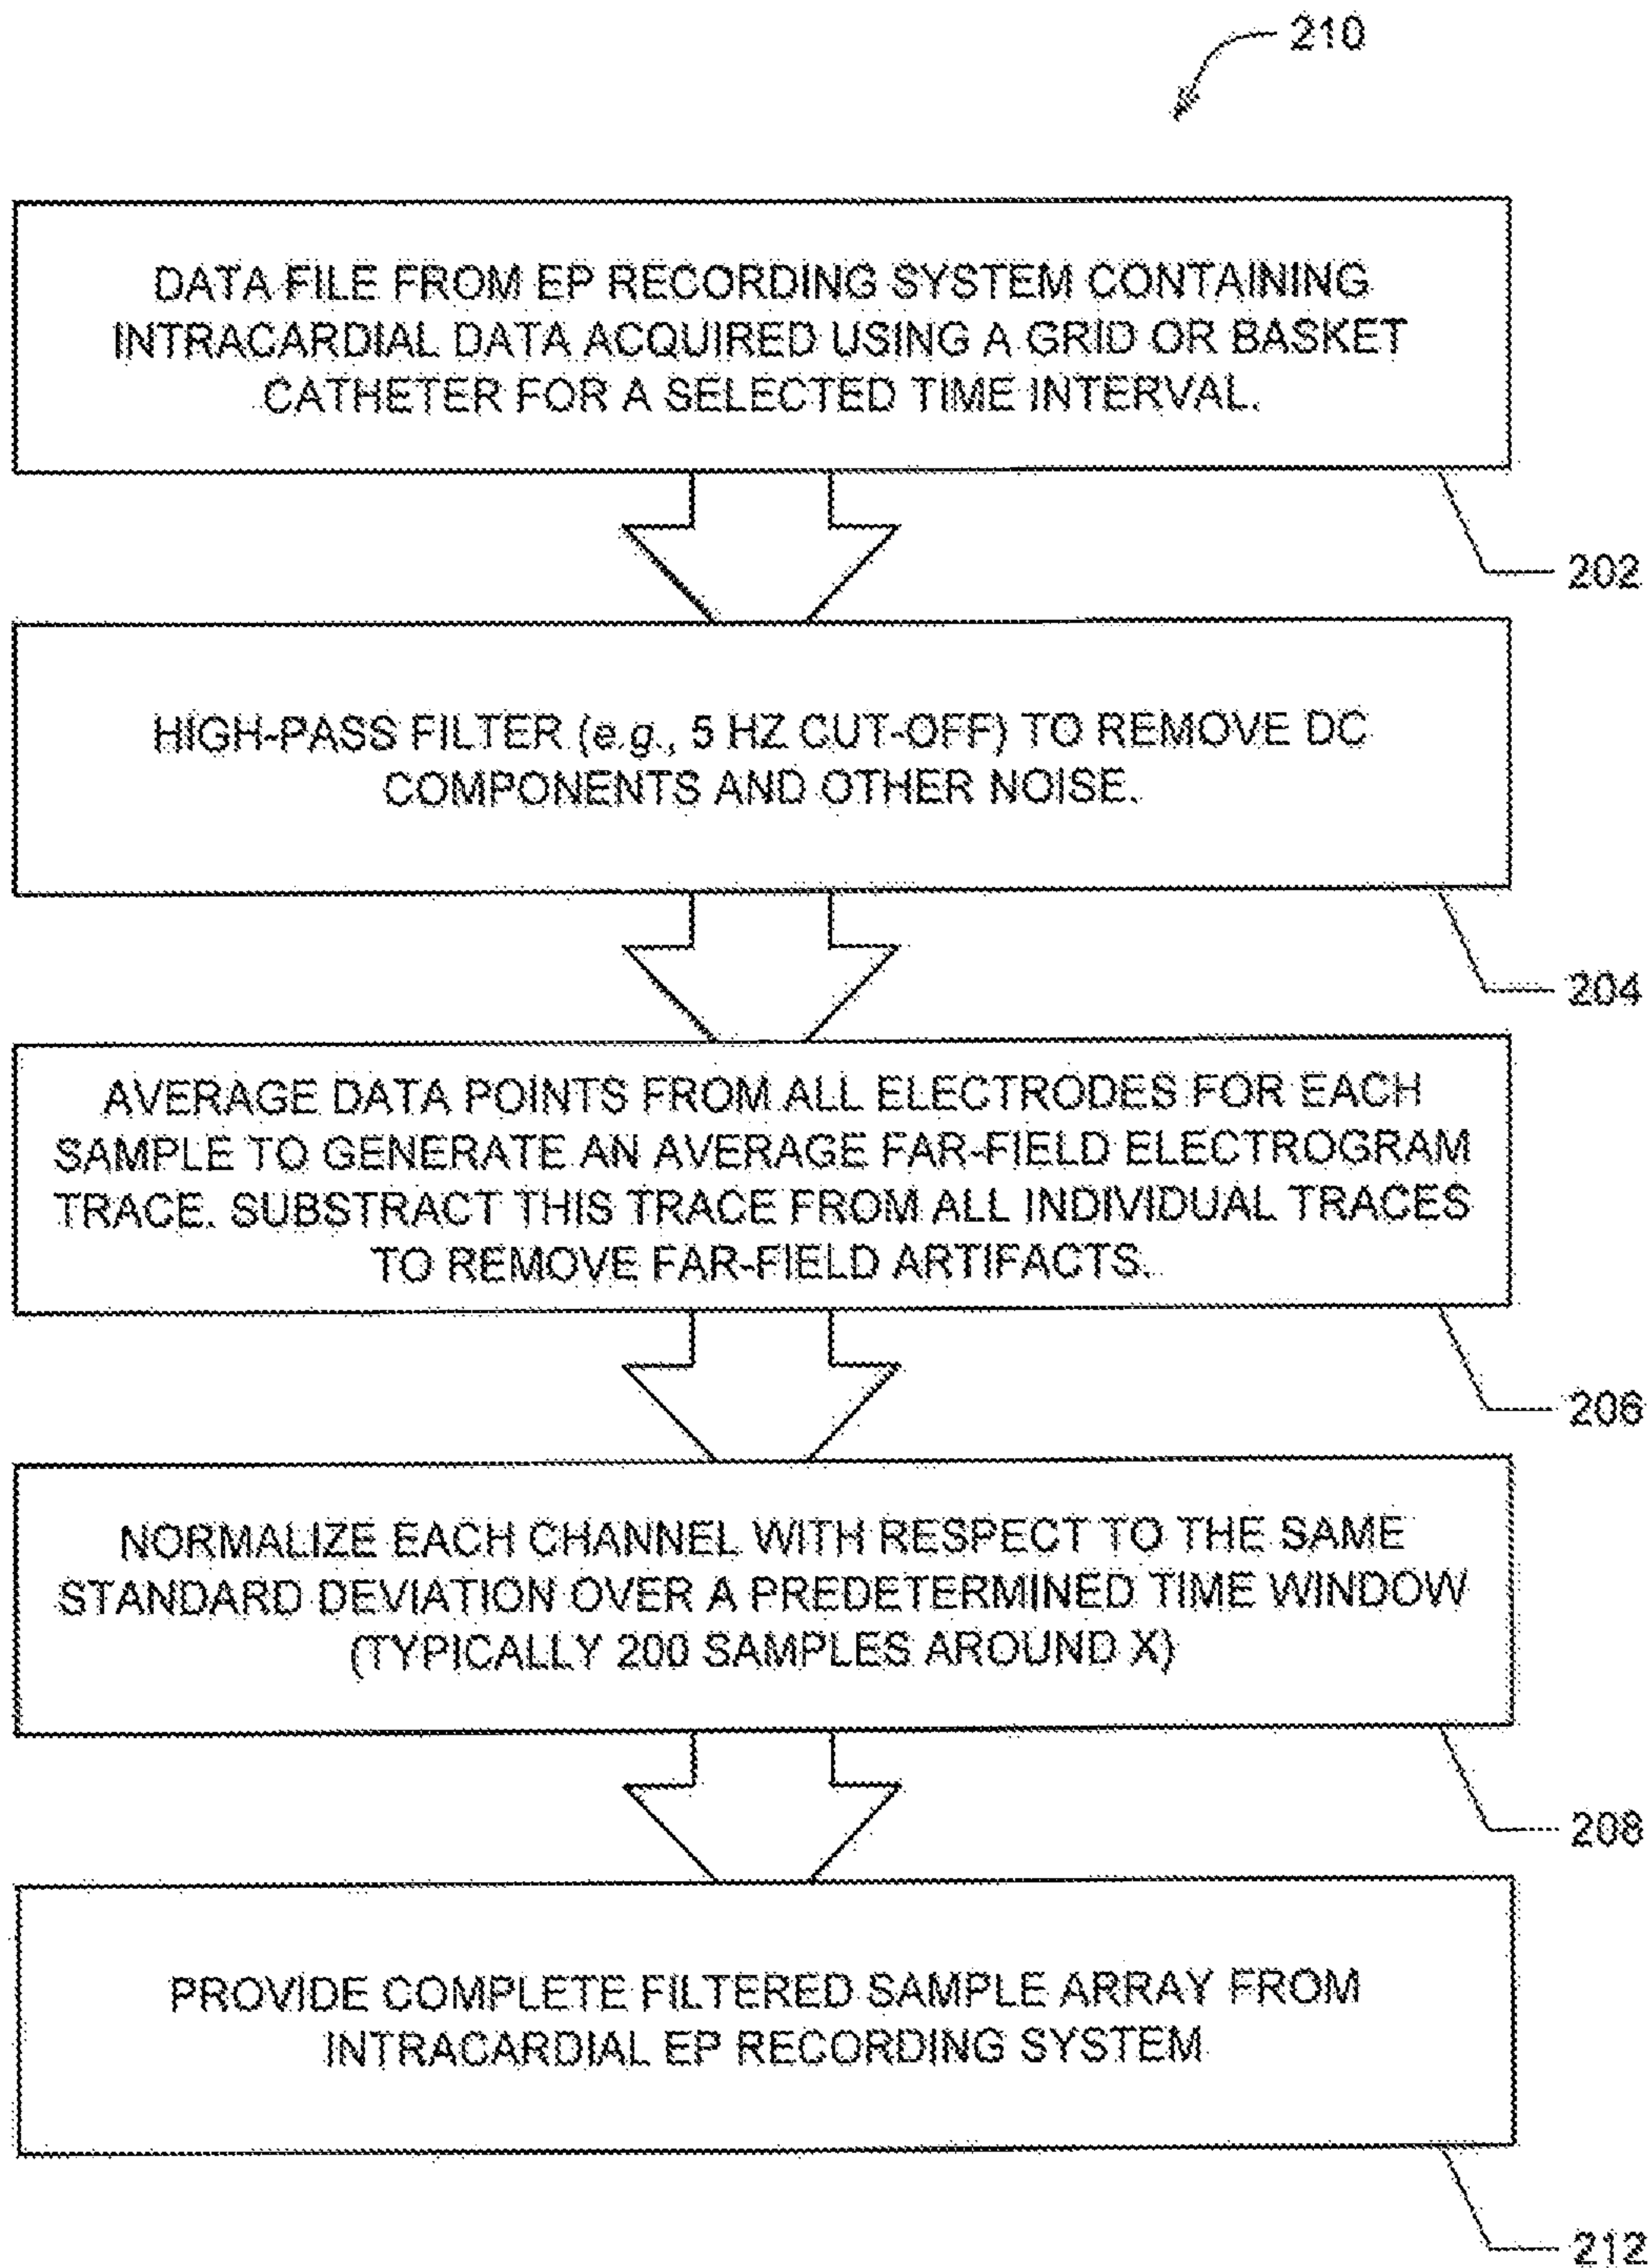 210
DATA FILE FROM EP RECORDING SYSTEM CONTAINING
INTRACARDIAL DATA ACQUIRED USING A GRID OR BASKET
CATHETER FOR A SELECTED TIME INTERVAL.
202
HIGH-PASS FILTER (e.g., 5 HZ CUT-OFF) TO REMOVE DC
COMPONENTS AND OTHER NOISE.
204
AVERAGE DATA POINTS FROM ALL ELECTRODES FOR EACH
SAMPLE TO GENERATE AN AVERAGE FAR-FIELD ELECTROGRAM
TRACE. SUBSTRACT THIS TRACE FROM ALL INDIVIDUAL TRACES
TO REMOVE FAR-FIELD ARTIFACTS.
206
NORMALIZE EACH CHANNEL WITH RESPECT TO THE SAME
STANDARD DEVIATION OVER A PREDETERMINED TIME WINDOW
(TYPICALLY 200 SAMPLES AROUND X)
208
PROVIDE COMPLETE FILTERED SAMPLE ARRAY FROM
INTRACARDIAL EP RECORDING SYSTEM
212